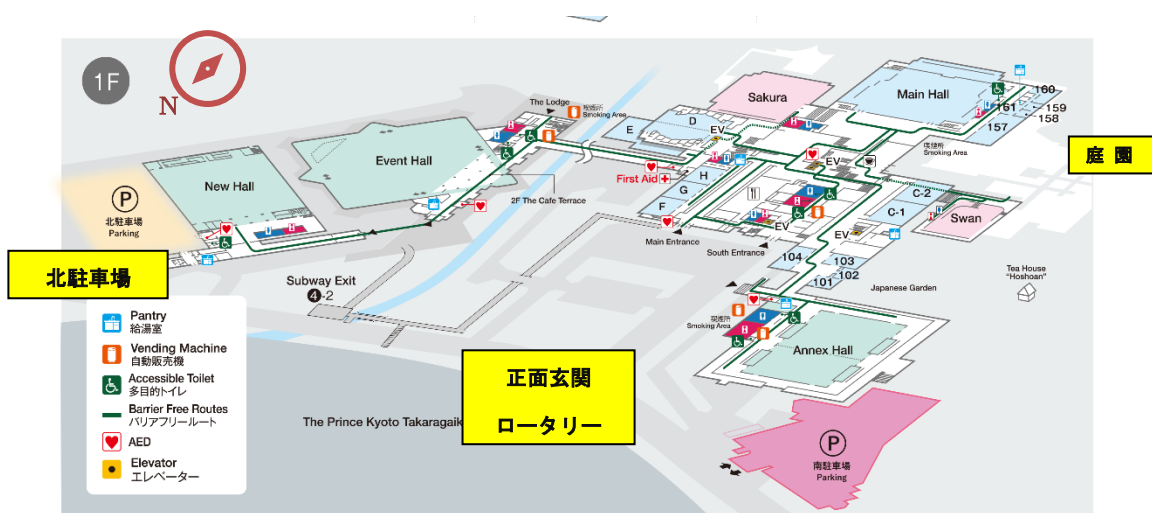 1F
N
The Lodge
喫煙所
Smoking Area
Sakura
Main Hall
160
161
159
158
157
E
D
EV
喫煙所
Smoking Area
庭 園
Event Hall
New Hall
P
北駐車場
Parking
2F The Cafe Terrace
First Aid
H
G
F
EV
C-2
C-1
Swan
EV
EV
Main Entrance
South Entrance
104
103
102
101
Japanese Garden
Tea House
"Hoshoan"
北駐車場
Subway Exit
4-2
喫煙所
Smoking Area
Annex Hall
Pantry
給湯室
Vending Machine
自動販売機
Accessible Toilet
多目的トイレ
Barrier Free Routes
バリアフリールート
AED
Elevator
エレベーター
正面玄関
ロータリー
The Prince Kyoto Takaragaik
P
南駐車場
Parking